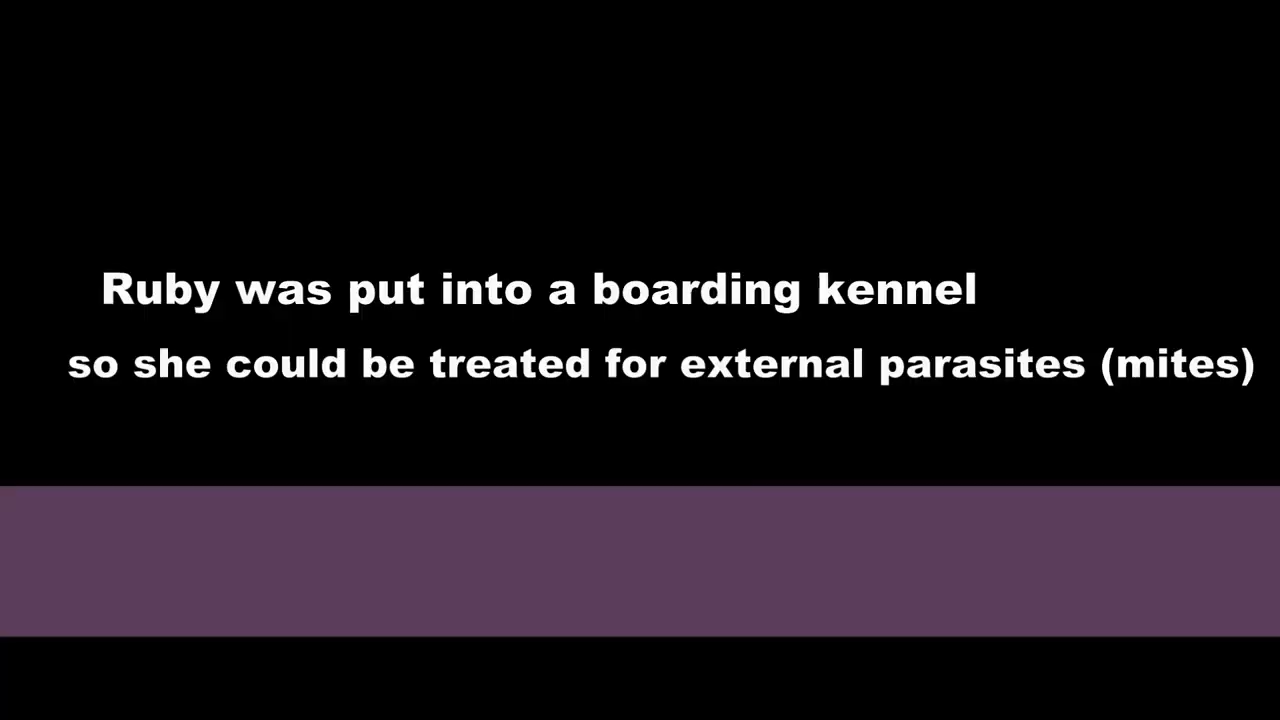 Ruby was put into a boarding kennel
so she could be treated for external parasites (mites)